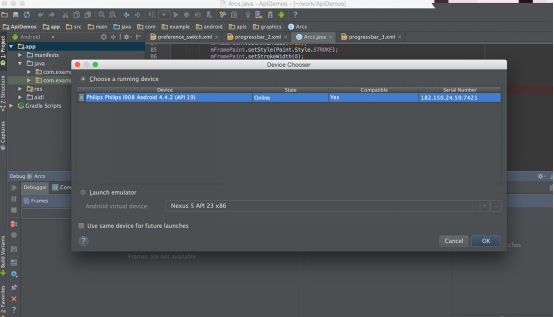 Arcs.java - [~/work/ApiDemos]
ApiDemos app src main java com example android apis graphics Arcs
Android
preference_switch.xml progressbar_2.xml Arcs.java progressbar_3.xml
app
manifests
java
com.examp
com.examp
res
aidl
Gradle Scripts
85 mFramePaint.setStyle(Paint.Style.STROKE);
86 mFramePaint.setStrokeWidth(0);
1: Project
2: Structure
Captures
Build Variants
2: Favorites
Device Chooser
Choose a running device
Device State Compatible Serial Number
Philips Philips i908 Android 4.4.2 (API 19) Online Yes 182.150.24.59:7421
Launch emulator
Android virtual device: Nexus 5 API 23 x86
Use same device for future launches
? Cancel OK
Debug Arcs
Debugger Con
Frames
Frames are not available